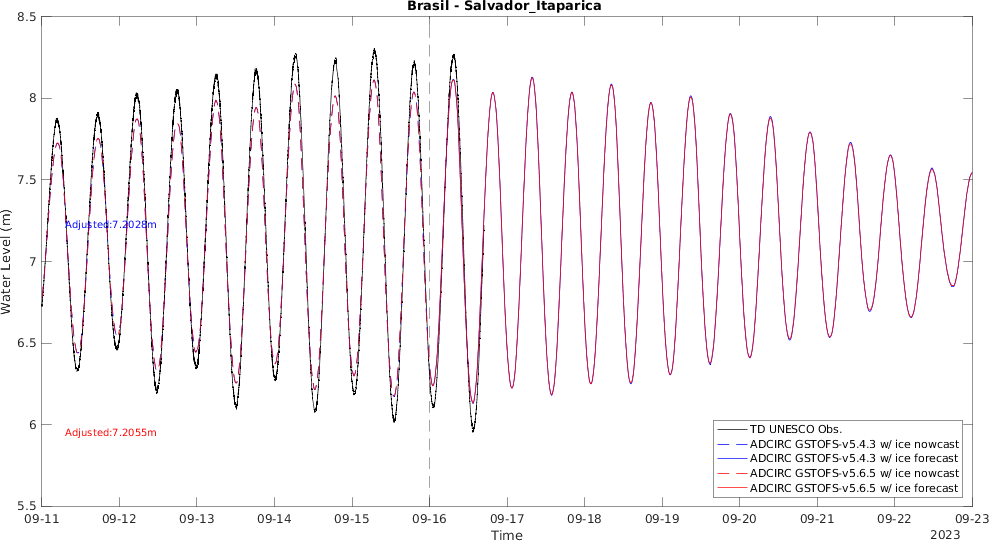 Brasil - Salvador_Itaparica
8.5
8
7.5
7
6.5
6
5.5
Water Level (m)
Adjusted:7.2028m
Adjusted:7.2055m
TD UNESCO Obs.
ADCIRC GSTOFS-v5.4.3 w/ ice nowcast
ADCIRC GSTOFS-v5.4.3 w/ ice forecast
ADCIRC GSTOFS-v5.6.5 w/ ice nowcast
ADCIRC GSTOFS-v5.6.5 w/ ice forecast
09-11 09-12 09-13 09-14 09-15 09-16 09-17 09-18 09-19 09-20 09-21 09-22 09-23
Time
2023